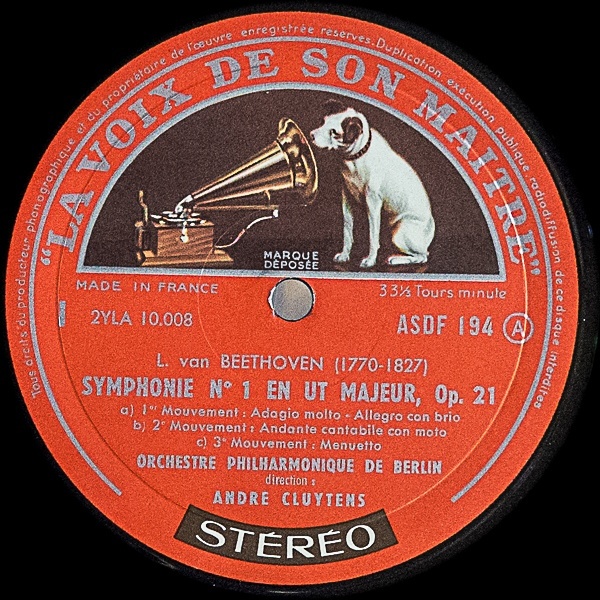 Tous droits du producteur phonographique et du propriétaire de l'œuvre enregistrée réservés. Duplication exécution publique radiodiffusion de ce disque interdites
"LA VOIX DE SON MAITRE"
MARQUE
DÉPOSÉE
MADE IN FRANCE 33⅓ Tours minute
2YLA 10.008 ASDF 194 A
L. van BEETHOVEN (1770-1827)
SYMPHONIE N° 1 EN UT MAJEUR, Op. 21
a) 1er Mouvement : Adagio molto - Allegro con brio
b) 2e Mouvement : Andante cantabile con moto
c) 3e Mouvement : Menuetto
ORCHESTRE PHILHARMONIQUE DE BERLIN
direction :
ANDRE CLUYTENS
STÉRÉO